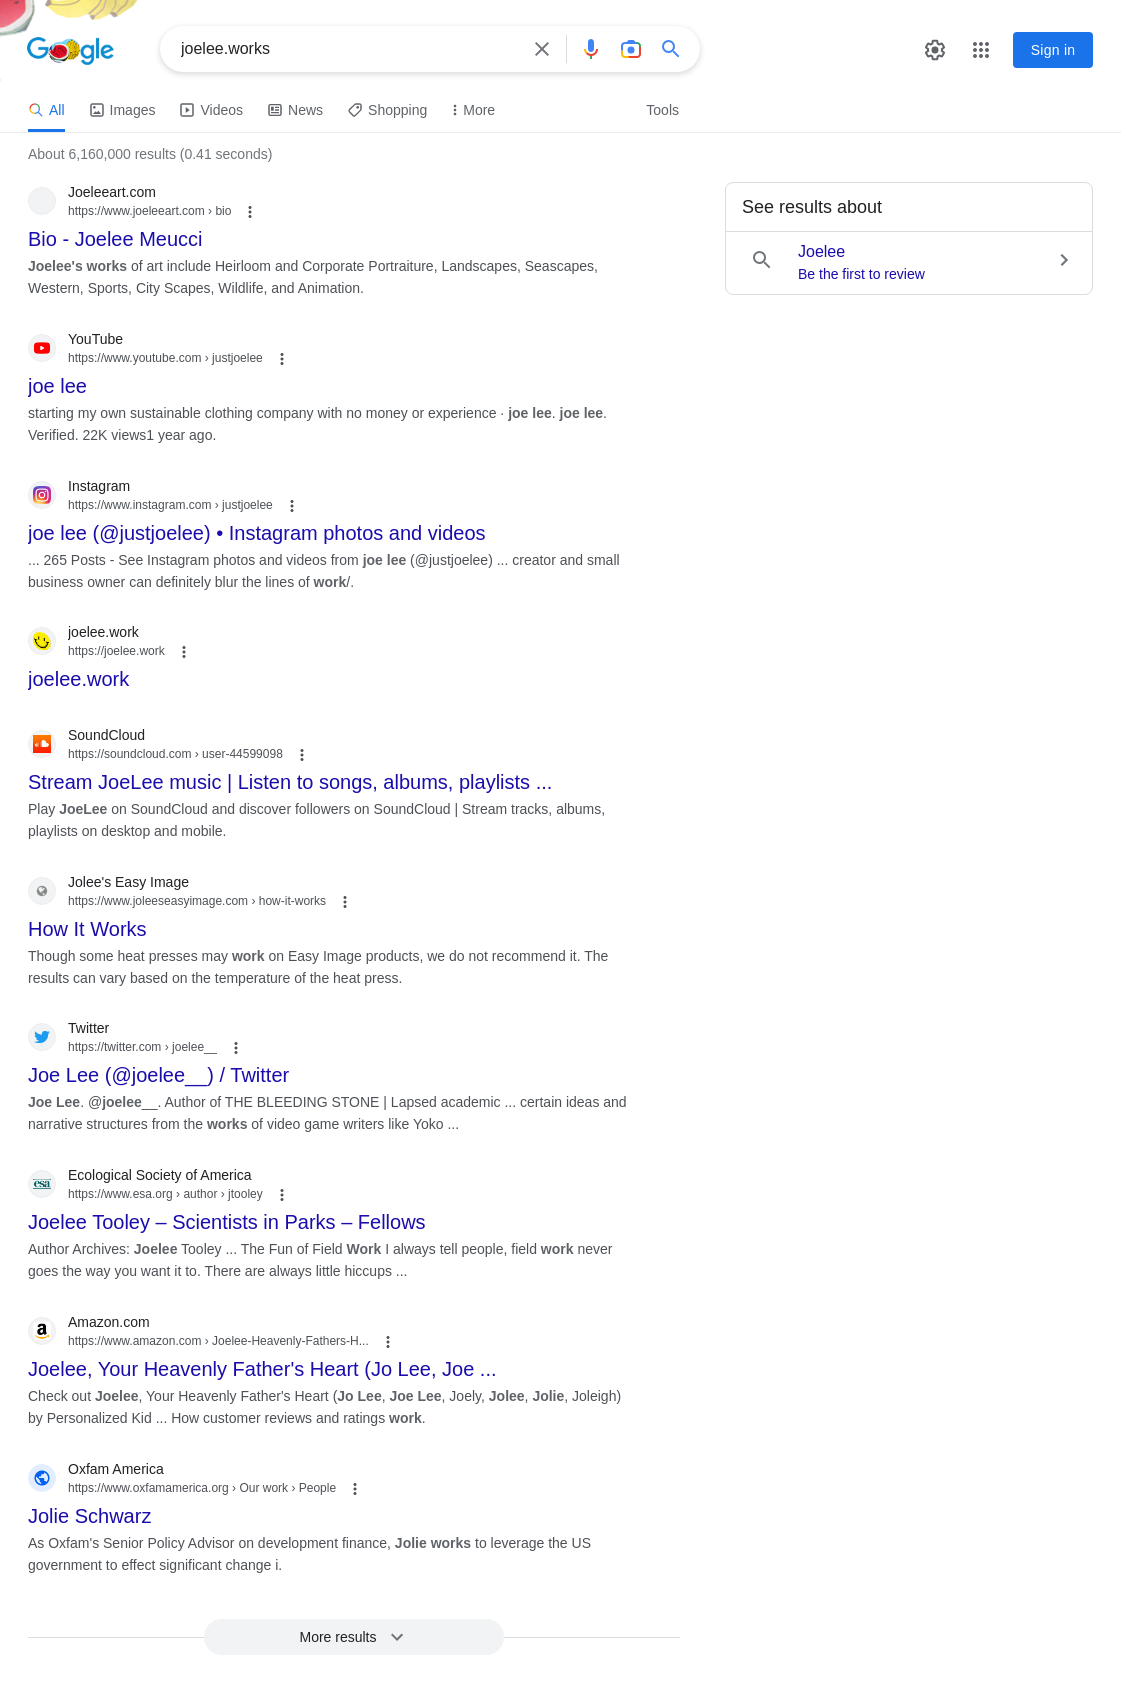 Google
joelee.works
Sign in
All
Images
Videos
News
Shopping
More
Tools
About 6,160,000 results (0.41 seconds)
Joeleeart.com
https://www.joeleeart.com › bio
Bio - Joelee Meucci
Joelee's works of art include Heirloom and Corporate Portraiture, Landscapes, Seascapes,
Western, Sports, City Scapes, Wildlife, and Animation.
YouTube
https://www.youtube.com › justjoelee
joe lee
starting my own sustainable clothing company with no money or experience · joe lee. joe lee.
Verified. 22K views1 year ago.
Instagram
https://www.instagram.com › justjoelee
joe lee (@justjoelee) • Instagram photos and videos
... 265 Posts - See Instagram photos and videos from joe lee (@justjoelee) ... creator and small
business owner can definitely blur the lines of work/.
joelee.work
https://joelee.work
joelee.work
SoundCloud
https://soundcloud.com › user-44599098
Stream JoeLee music | Listen to songs, albums, playlists ...
Play JoeLee on SoundCloud and discover followers on SoundCloud | Stream tracks, albums,
playlists on desktop and mobile.
Jolee's Easy Image
https://www.joleeseasyimage.com › how-it-works
How It Works
Though some heat presses may work on Easy Image products, we do not recommend it. The
results can vary based on the temperature of the heat press.
Twitter
https://twitter.com › joelee__
Joe Lee (@joelee__) / Twitter
Joe Lee. @joelee__. Author of THE BLEEDING STONE | Lapsed academic ... certain ideas and
narrative structures from the works of video game writers like Yoko ...
esa
Ecological Society of America
https://www.esa.org › author › jtooley
Joelee Tooley – Scientists in Parks – Fellows
Author Archives: Joelee Tooley ... The Fun of Field Work I always tell people, field work never
goes the way you want it to. There are always little hiccups ...
Amazon.com
https://www.amazon.com › Joelee-Heavenly-Fathers-H...
Joelee, Your Heavenly Father's Heart (Jo Lee, Joe ...
Check out Joelee, Your Heavenly Father's Heart (Jo Lee, Joe Lee, Joely, Jolee, Jolie, Joleigh)
by Personalized Kid ... How customer reviews and ratings work.
Oxfam America
https://www.oxfamamerica.org › Our work › People
Jolie Schwarz
As Oxfam's Senior Policy Advisor on development finance, Jolie works to leverage the US
government to effect significant change i.
More results
See results about
Joelee
Be the first to review